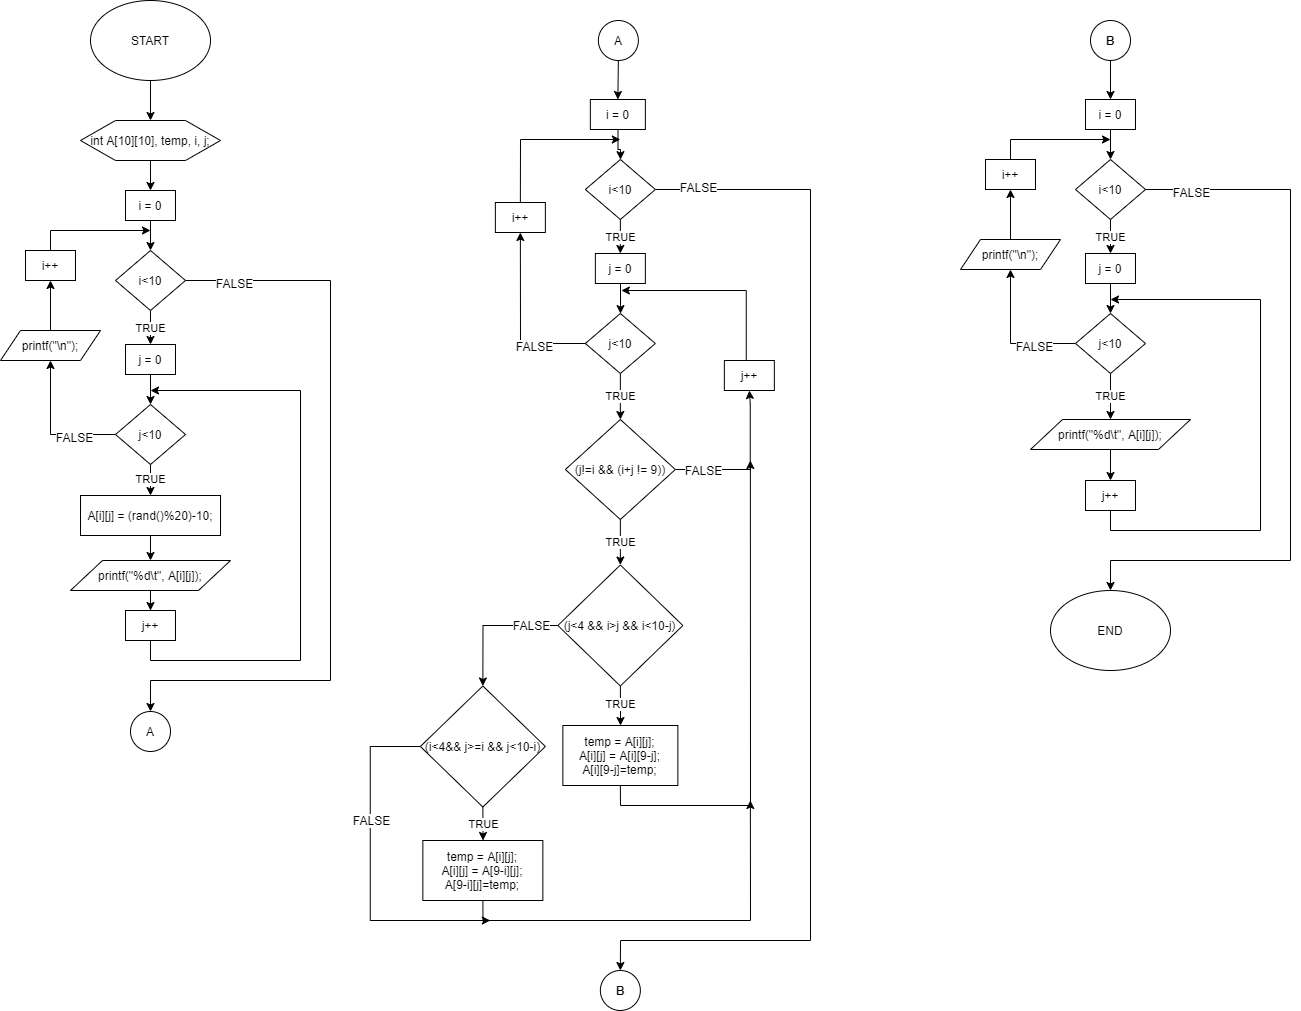 START
int A[10][10], temp, i, j;
i = 0
i++
i<10
FALSE
TRUE
printf("\n");
j = 0
j<10
FALSE
TRUE
A[i][j] = (rand()%20)-10;
printf("%d\t", A[i][j]);
j++
A
A
i = 0
i<10
FALSE
i++
TRUE
j = 0
j<10
FALSE
j++
TRUE
(j!=i && (i+j != 9))
FALSE
TRUE
(j<4 && i>j && i<10-j)
FALSE
TRUE
temp = A[i][j];
A[i][j] = A[i][9-j];
A[i][9-j]=temp;
(i<4&& j>=i && j<10-i)
FALSE
TRUE
temp = A[i][j];
A[i][j] = A[9-i][j];
A[9-i][j]=temp;
B
B
i = 0
i++
i<10
FALSE
TRUE
printf("\n");
j = 0
j<10
FALSE
TRUE
printf("%d\t", A[i][j]);
j++
END